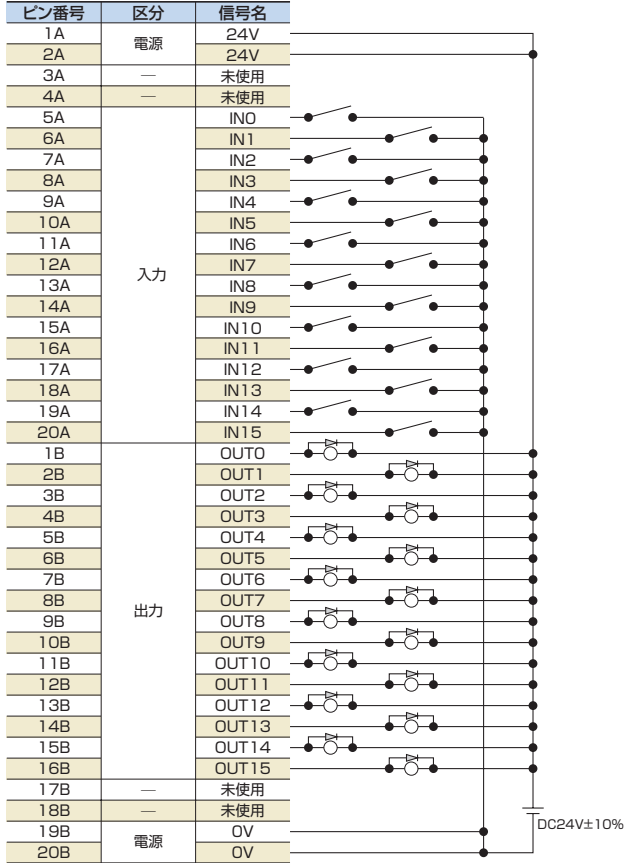 ピン番号 区分 信号名
1A 電源 24V
2A 24V
3A — 未使用
4A — 未使用
5A 入力 IN0
6A IN1
7A IN2
8A IN3
9A IN4
10A IN5
11A IN6
12A IN7
13A IN8
14A IN9
15A IN10
16A IN11
17A IN12
18A IN13
19A IN14
20A IN15
1B 出力 OUT0
2B OUT1
3B OUT2
4B OUT3
5B OUT4
6B OUT5
7B OUT6
8B OUT7
9B OUT8
10B OUT9
11B OUT10
12B OUT11
13B OUT12
14B OUT13
15B OUT14
16B OUT15
17B — 未使用
18B — 未使用
DC24V±10%
19B 電源 0V
20B 0V